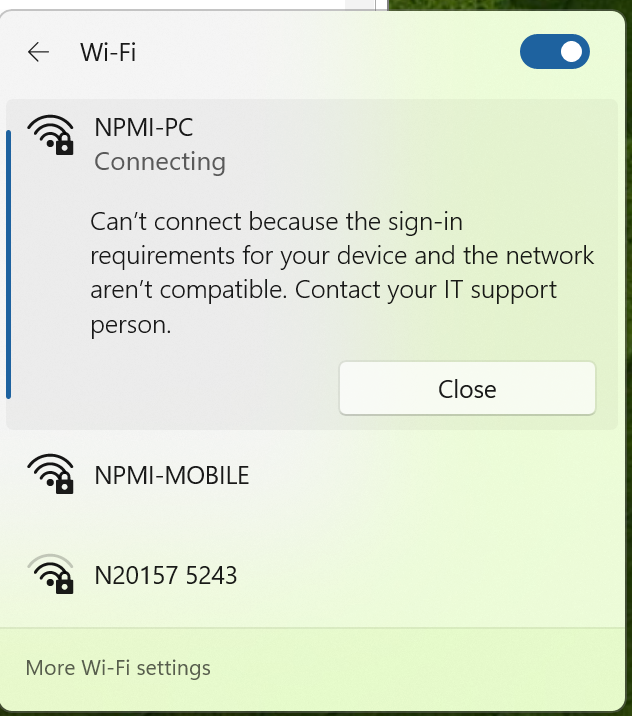 Wi-Fi
NPMI-PC
Connecting
Can’t connect because the sign-in
requirements for your device and the network
aren’t compatible. Contact your IT support
person.
Close
NPMI-MOBILE
N20157 5243
More Wi-Fi settings